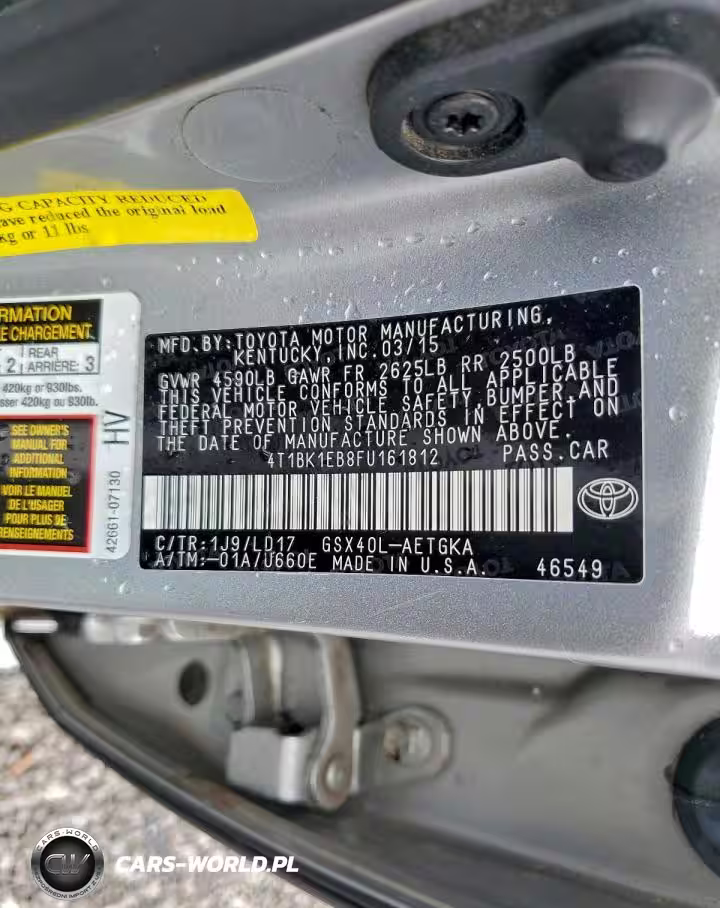 G CAPACITY REDUCED
ave reduced the original load
kg or 11 lbs
RMATION
E CHARGEMENT
2 REAR ARRIÈRE: 3
420kg or 930lbs.
sser 420kg ou 930lb.
SEE OWNER'S
MANUAL FOR
ADDITIONAL
INFORMATION
VOIR LE MANUEL
DE L'USAGER
POUR PLUS DE
RENSEIGNEMENTS
HV
42661-07130
MFD.BY:TOYOTA MOTOR MANUFACTURING,
KENTUCKY, INC.03/15
GVWR 4590LB GAWR FR 2625LB RR 2500LB
THIS VEHICLE CONFORMS TO ALL APPLICABLE
FEDERAL MOTOR VEHICLE SAFETY,BUMPER,AND
THEFT PREVENTION STANDARDS IN EFFECT ON
THE DATE OF MANUFACTURE SHOWN ABOVE.
4T1BK1EB8FU161812 PASS.CAR
C/TR:1J9/LD17 GSX40L-AETGKA
A/TM:-01A/U660E MADE IN U.S.A. 46549
CARS-WORLD
CW
CARS-WORLD.PL